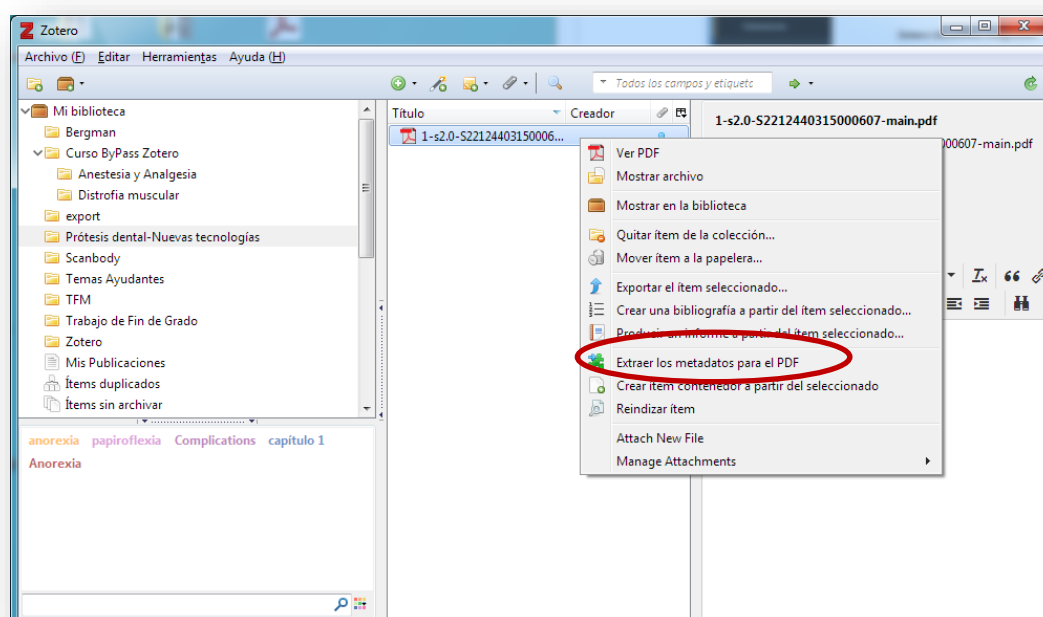 Zotero
Archivo (F) Editar Herramientas Ayuda (H)
Todos los campos y etiquetc
Mi biblioteca
Bergman
Curso ByPass Zotero
Anestesia y Analgesia
Distrofia muscular
export
Prótesis dental-Nuevas tecnologías
Scanbody
Temas Ayudantes
TFM
Trabajo de Fin de Grado
Zotero
Mis Publicaciones
Ítems duplicados
Ítems sin archivar
anorexia papiroflexia Complications capítulo 1
Anorexia
Título Creador
1-s2.0-S22124403150006...
1-s2.0-S2212440315000607-main.pdf
00607-main.pdf
Ver PDF
Mostrar archivo
Mostrar en la biblioteca
Quitar ítem de la colección...
Mover ítem a la papelera...
Exportar el ítem seleccionado...
Crear una bibliografía a partir del ítem seleccionado...
Producir un informe a partir del ítem seleccionado...
Extraer los metadatos para el PDF
Crear ítem contenedor a partir del seleccionado
Reindizar ítem
Attach New File
Manage Attachments